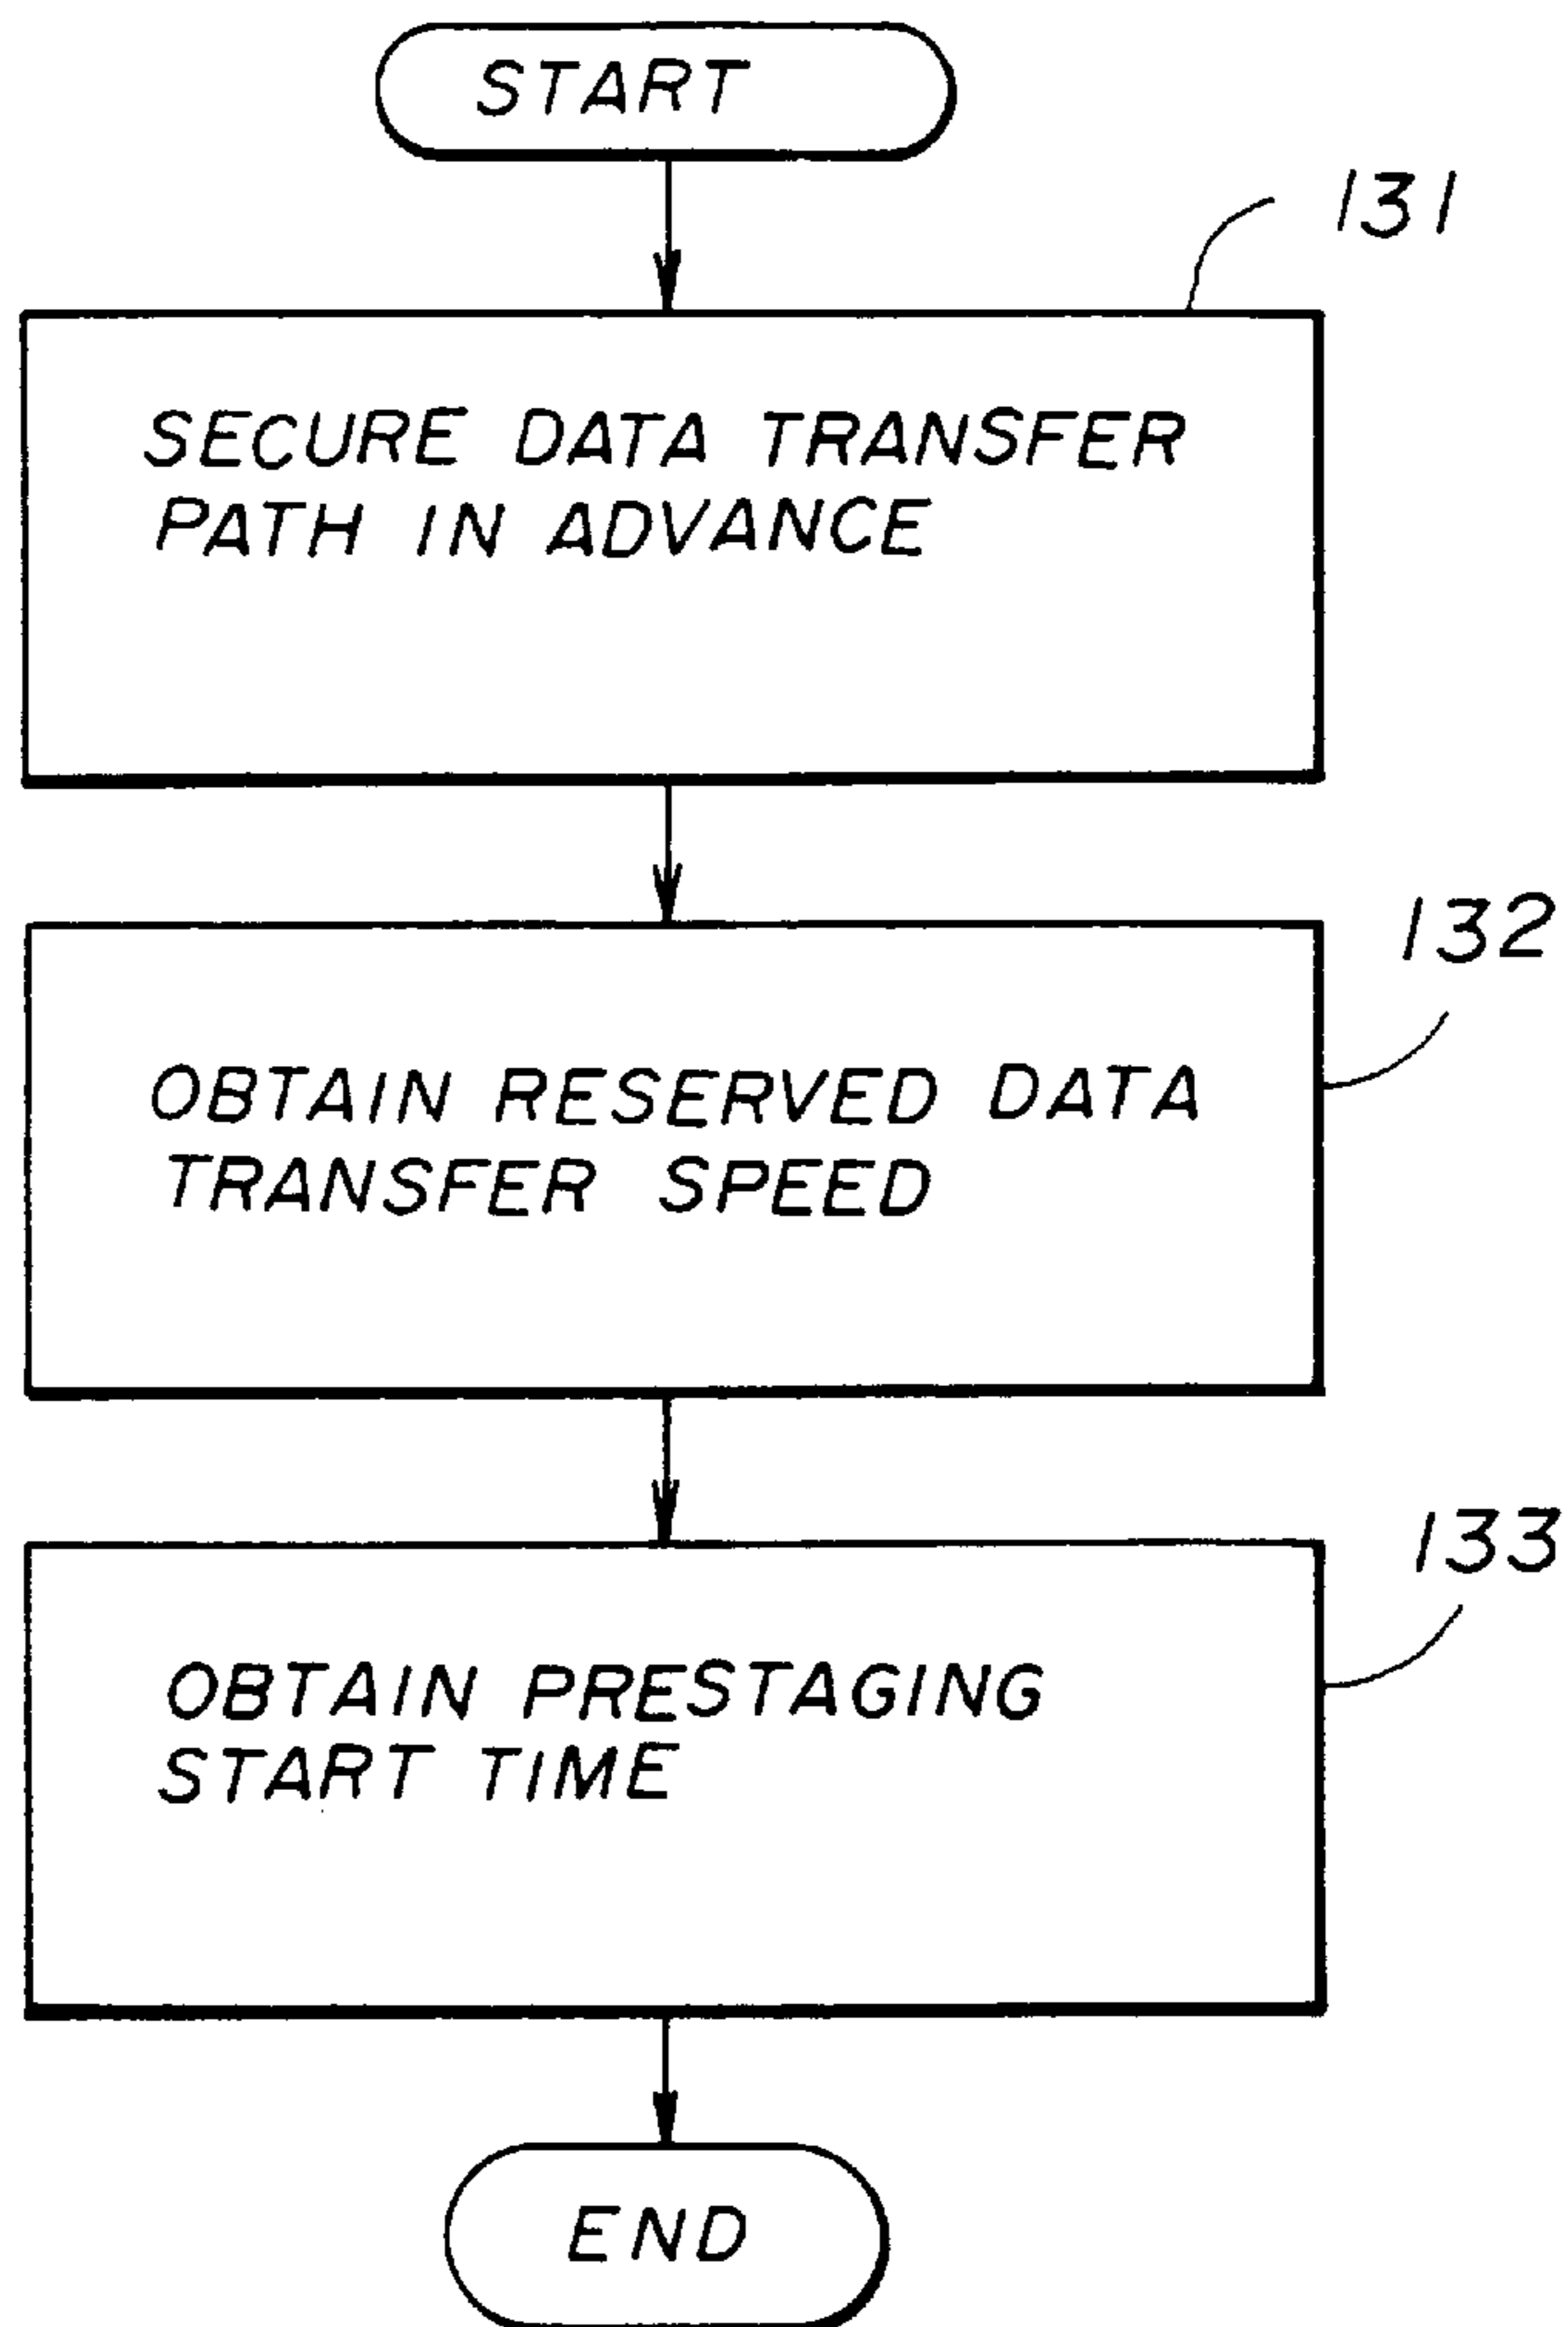 START
131
SECURE DATA TRANSFER
PATH IN ADVANCE
132
OBTAIN RESERVED DATA
TRANSFER SPEED
133
OBTAIN PRESTAGING
START TIME
END